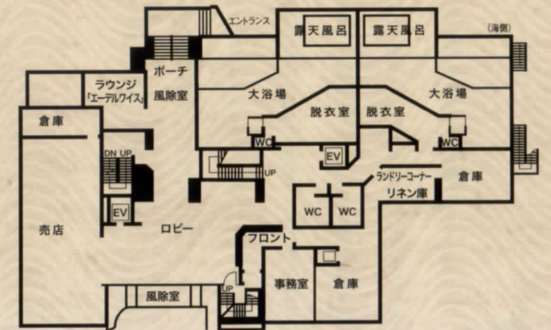 エントランス
露天風呂
露天風呂
(海側)
ポーチ
ラウンジ
「エーデルワイス」
風除室
大浴場
大浴場
脱衣室
脱衣室
倉庫
WC
WC
DN UP
EV
UP
ランドリーコーナー
リネン庫
倉庫
EV
WC
WC
売店
ロビー
フロント
UP
事務室
倉庫
風除室